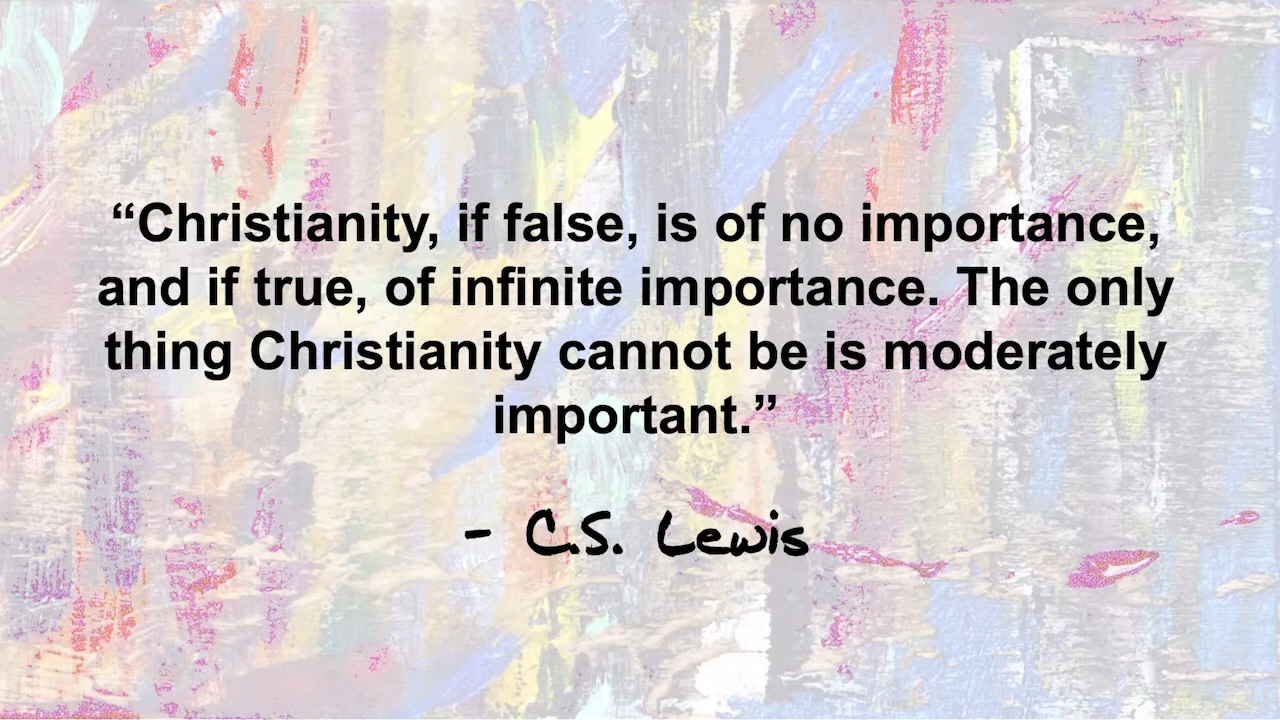 “Christianity, if false, is of no importance,
and if true, of infinite importance. The only
thing Christianity cannot be is moderately
important.”
- C.S. Lewis